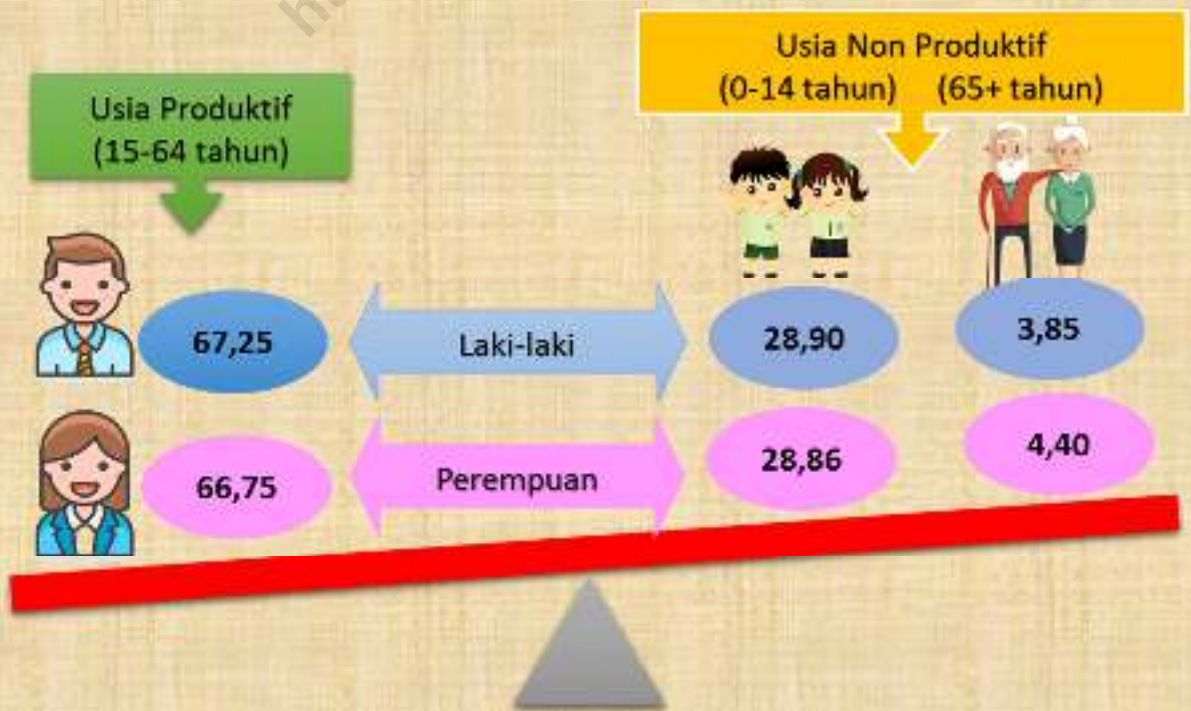 Usia Non Produktif
(0-14 tahun) (65+ tahun)
Usia Produktif
(15-64 tahun)
67,25
Laki-laki
28,90
3,85
66,75
Perempuan
28,86
4,40